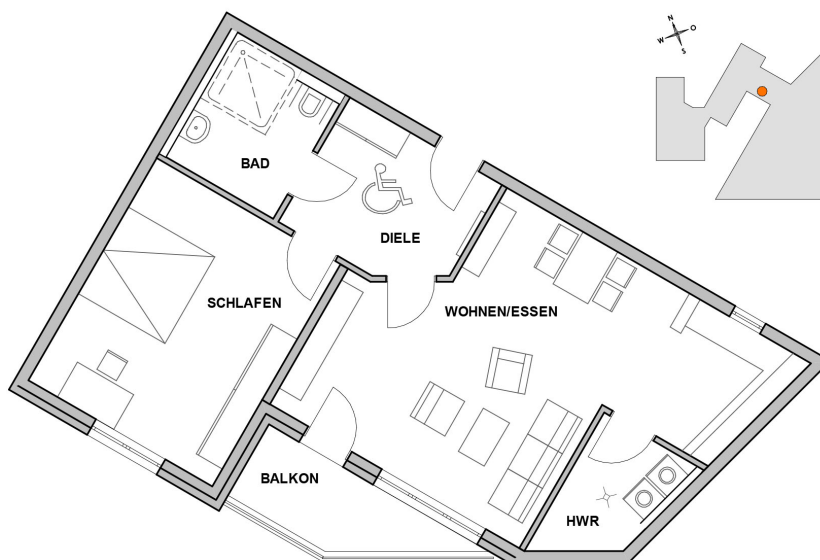 N
W O
S
BAD
DIELE
SCHLAFEN
WOHNEN/ESSEN
BALKON
HWR